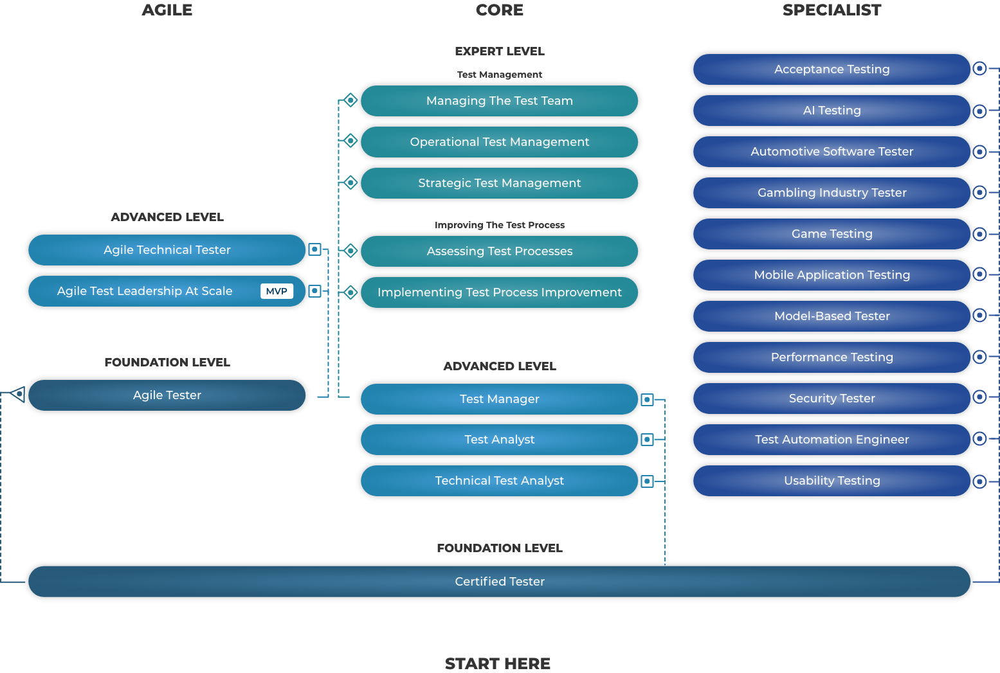 AGILE
CORE
SPECIALIST
ADVANCED LEVEL
Agile Technical Tester
Agile Test Leadership At Scale MVP
FOUNDATION LEVEL
Agile Tester
EXPERT LEVEL
Test Management
Managing The Test Team
Operational Test Management
Strategic Test Management
Improving The Test Process
Assessing Test Processes
Implementing Test Process Improvement
ADVANCED LEVEL
Test Manager
Test Analyst
Technical Test Analyst
Acceptance Testing
AI Testing
Automotive Software Tester
Gambling Industry Tester
Game Testing
Mobile Application Testing
Model-Based Tester
Performance Testing
Security Tester
Test Automation Engineer
Usability Testing
FOUNDATION LEVEL
Certified Tester
START HERE